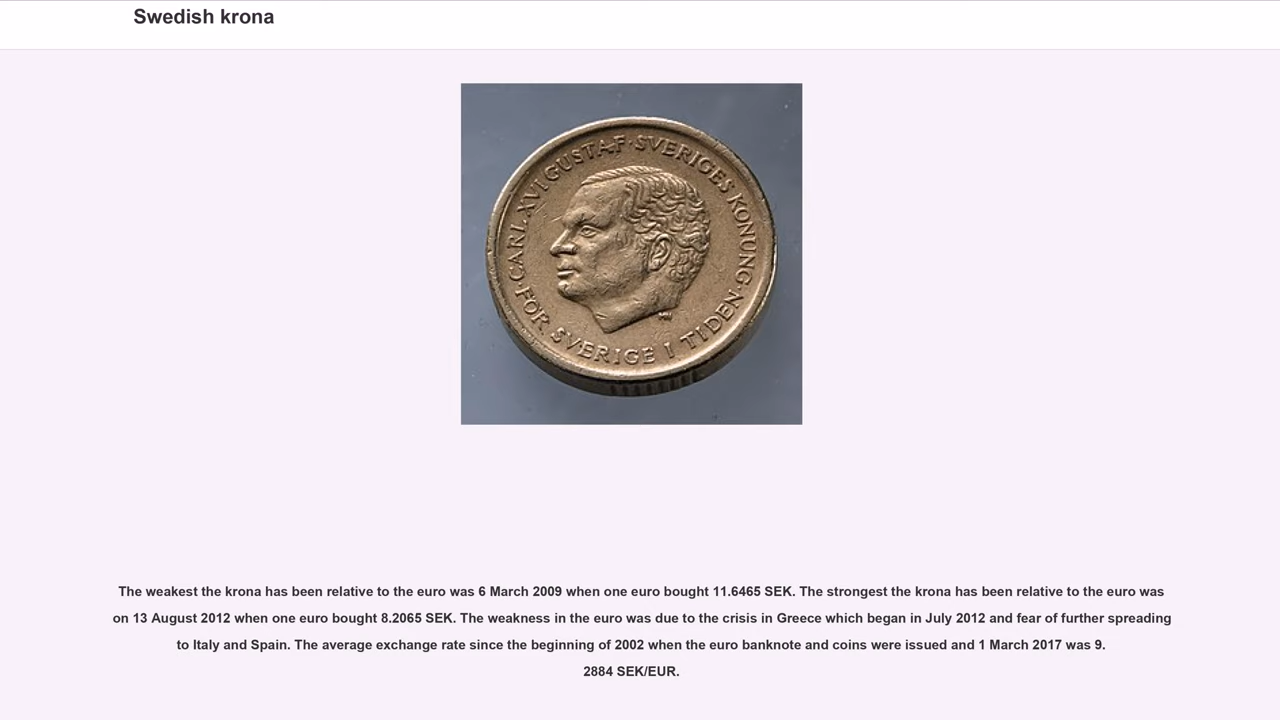 Swedish krona
CARL XVI GUSTAF · SVERIGES KONUNG ·
FÖR SVERIGE I TIDEN ·
The weakest the krona has been relative to the euro was 6 March 2009 when one euro bought 11.6465 SEK. The strongest the krona has been relative to the euro was
on 13 August 2012 when one euro bought 8.2065 SEK. The weakness in the euro was due to the crisis in Greece which began in July 2012 and fear of further spreading
to Italy and Spain. The average exchange rate since the beginning of 2002 when the euro banknote and coins were issued and 1 March 2017 was 9.
2884 SEK/EUR.